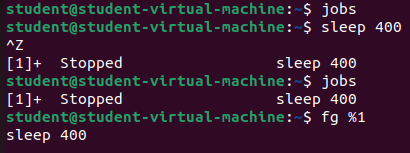 student@student-virtual-machine:~$ jobs
student@student-virtual-machine:~$ sleep 400
^Z
[1]+  Stopped                 sleep 400
student@student-virtual-machine:~$ jobs
[1]+  Stopped                 sleep 400
student@student-virtual-machine:~$ fg %1
sleep 400